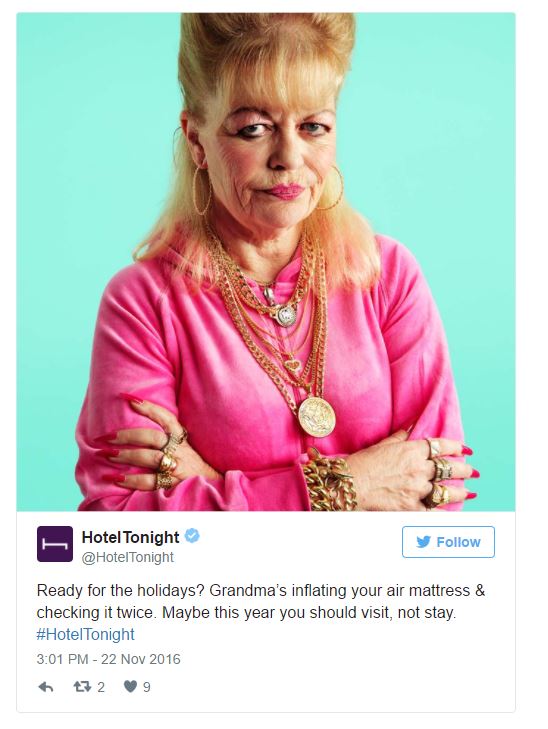 HotelTonight
@HotelTonight
Follow
Ready for the holidays? Grandma's inflating your air mattress &
checking it twice. Maybe this year you should visit, not stay.
#HotelTonight
3:01 PM - 22 Nov 2016
2 9